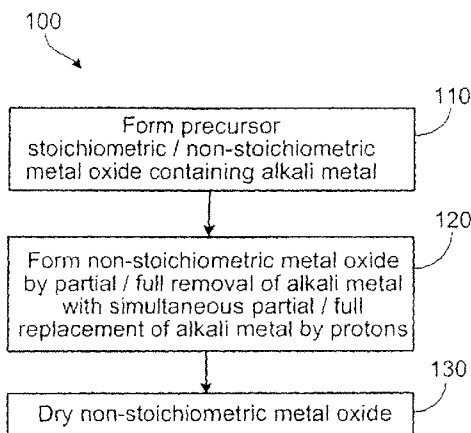 100
110
Form precursor
stoichiometric / non-stoichiometric
metal oxide containing alkali metal
120
Form non-stoichiometric metal oxide
by partial / full removal of alkali metal
with simultaneous partial / full
replacement of alkali metal by protons
130
Dry non-stoichiometric metal oxide